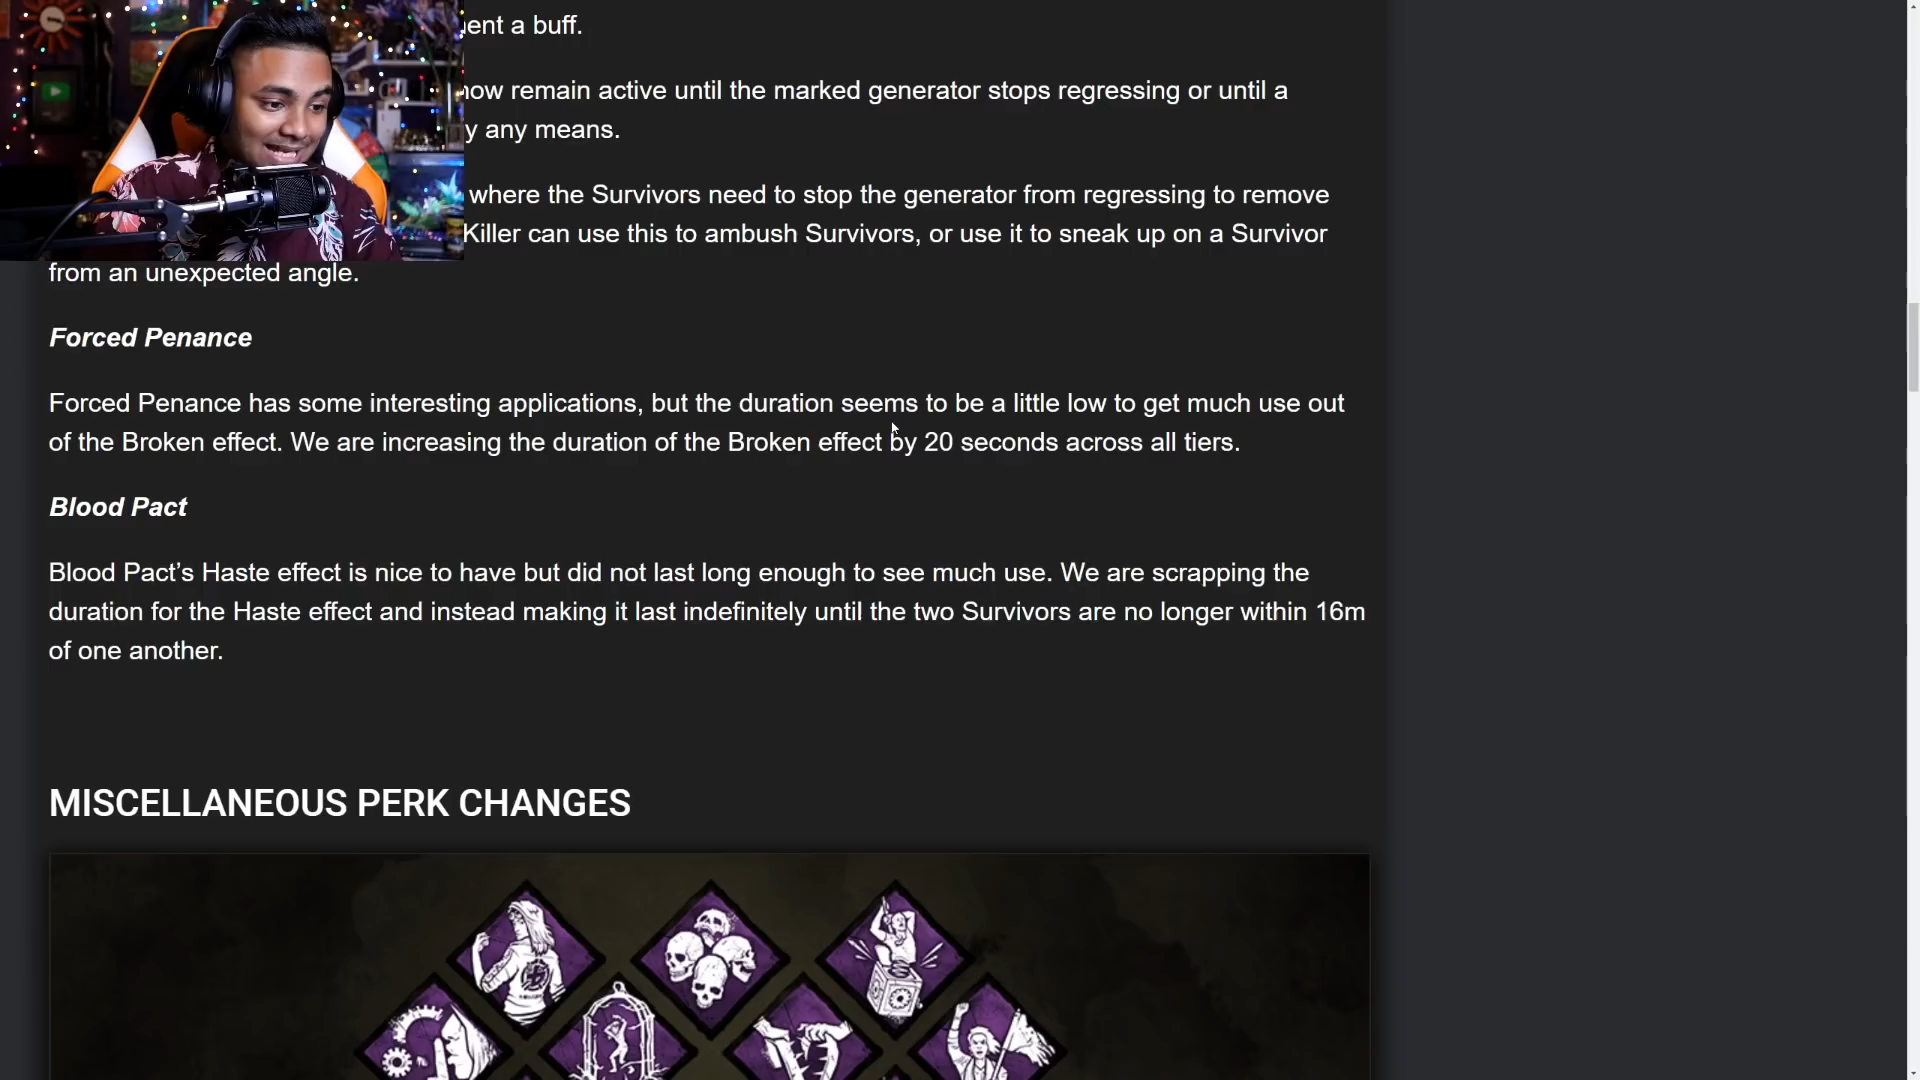 a buff.
remain active until the marked generator stops regressing or until a
any means.
where the Survivors need to stop the generator from regressing to remove
Killer can use this to ambush Survivors, or use it to sneak up on a Survivor
from an unexpected angle.
Forced Penance
Forced Penance has some interesting applications, but the duration seems to be a little low to get much use out
of the Broken effect. We are increasing the duration of the Broken effect by 20 seconds across all tiers.
Blood Pact
Blood Pact’s Haste effect is nice to have but did not last long enough to see much use. We are scrapping the
duration for the Haste effect and instead making it last indefinitely until the two Survivors are no longer within 16m
of one another.
MISCELLANEOUS PERK CHANGES